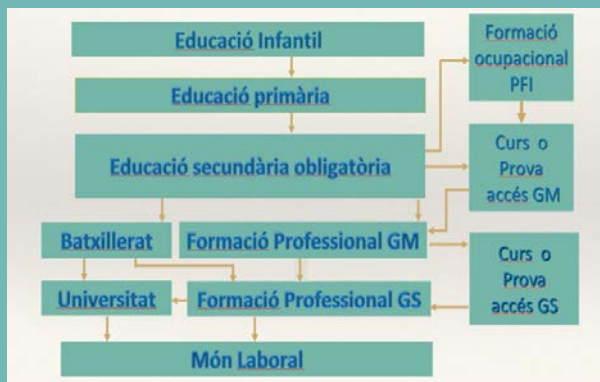 Educació Infantil
Educació primària
Educació secundària obligatòria
Batxillerat
Formació Professional GM
Universitat
Formació Professional GS
Món Laboral
Formació
ocupacional
PFI
Curs o
Prova
accés GM
Curs o
Prova
accés GS